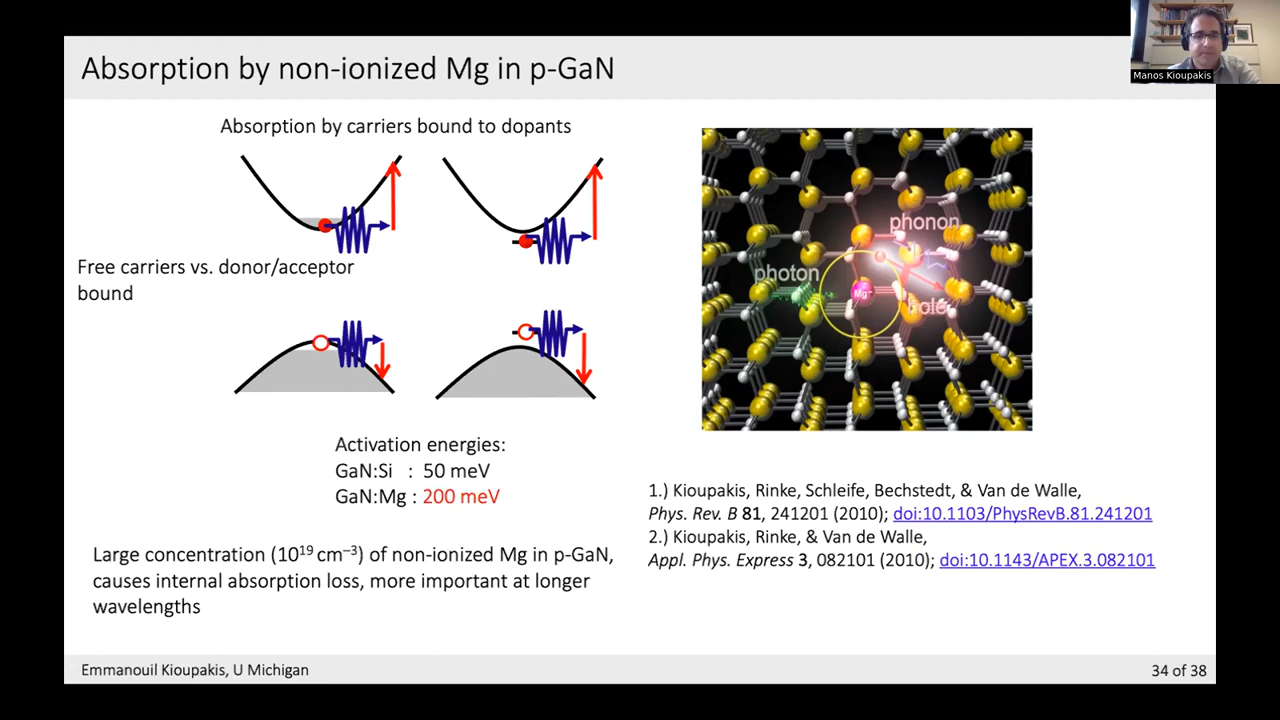 Manos Kioupakis
Absorption by non-ionized Mg in p-GaN
Absorption by carriers bound to dopants
Free carriers vs. donor/acceptor
bound
Activation energies:
GaN:Si : 50 meV
GaN:Mg : 200 meV
Large concentration (10¹⁹ cm⁻³) of non-ionized Mg in p-GaN,
causes internal absorption loss, more important at longer
wavelengths
phonon
photon
Mg⁻
hole
1.) Kioupakis, Rinke, Schleife, Bechstedt, & Van de Walle,
Phys. Rev. B 81, 241201 (2010); doi:10.1103/PhysRevB.81.241201
2.) Kioupakis, Rinke, & Van de Walle,
Appl. Phys. Express 3, 082101 (2010); doi:10.1143/APEX.3.082101
Emmanouil Kioupakis, U Michigan
34 of 38